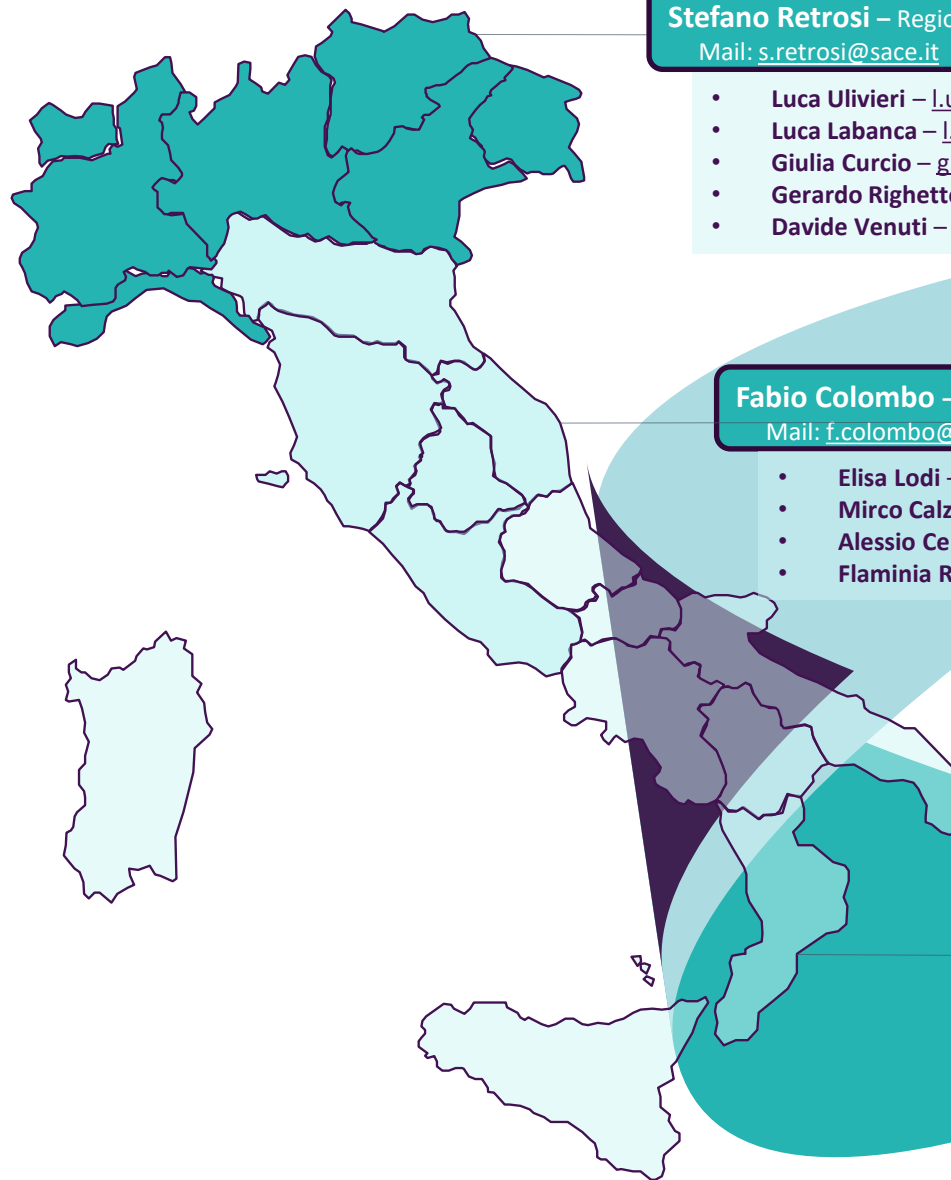 Stefano Retrosi – Regio
Mail: s.retrosi@sace.it
• Luca Ulivieri – l.u
• Luca Labanca – l.
• Giulia Curcio – g
• Gerardo Righetto
• Davide Venuti –
Fabio Colombo –
Mail: f.colombo@
• Elisa Lodi –
• Mirco Calz
• Alessio Ce
• Flaminia R